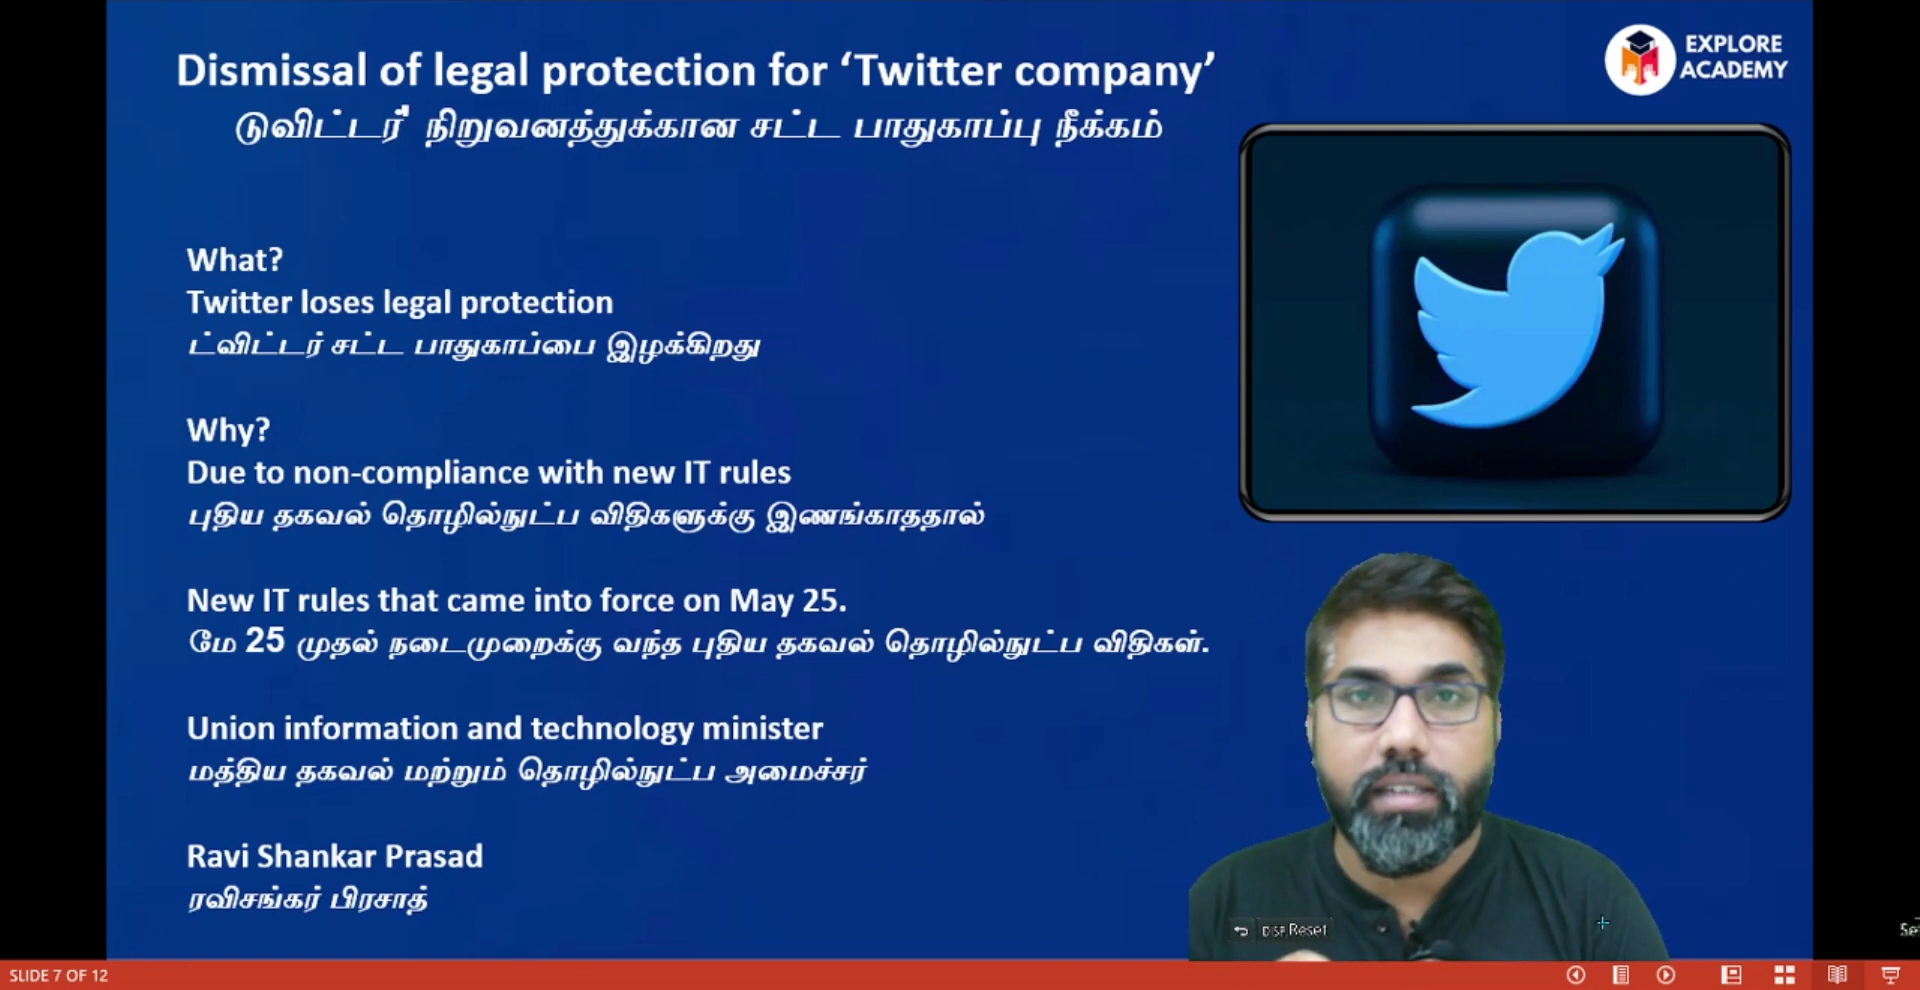 Dismissal of legal protection for ‘Twitter company’
டுவிட்டர்' நிறுவனத்துக்கான சட்ட பாதுகாப்பு நீக்கம்
EXPLORE
ACADEMY
What?
Twitter loses legal protection
ட்விட்டர் சட்ட பாதுகாப்பை இழக்கிறது
Why?
Due to non-compliance with new IT rules
புதிய தகவல் தொழில்நுட்ப விதிகளுக்கு இணங்காததால்
New IT rules that came into force on May 25.
மே 25 முதல் நடைமுறைக்கு வந்த புதிய தகவல் தொழில்நுட்ப விதிகள்.
Union information and technology minister
மத்திய தகவல் மற்றும் தொழில்நுட்ப அமைச்சர்
Ravi Shankar Prasad
ரவிசங்கர் பிரசாத்
Reset
SLIDE 7 OF 12